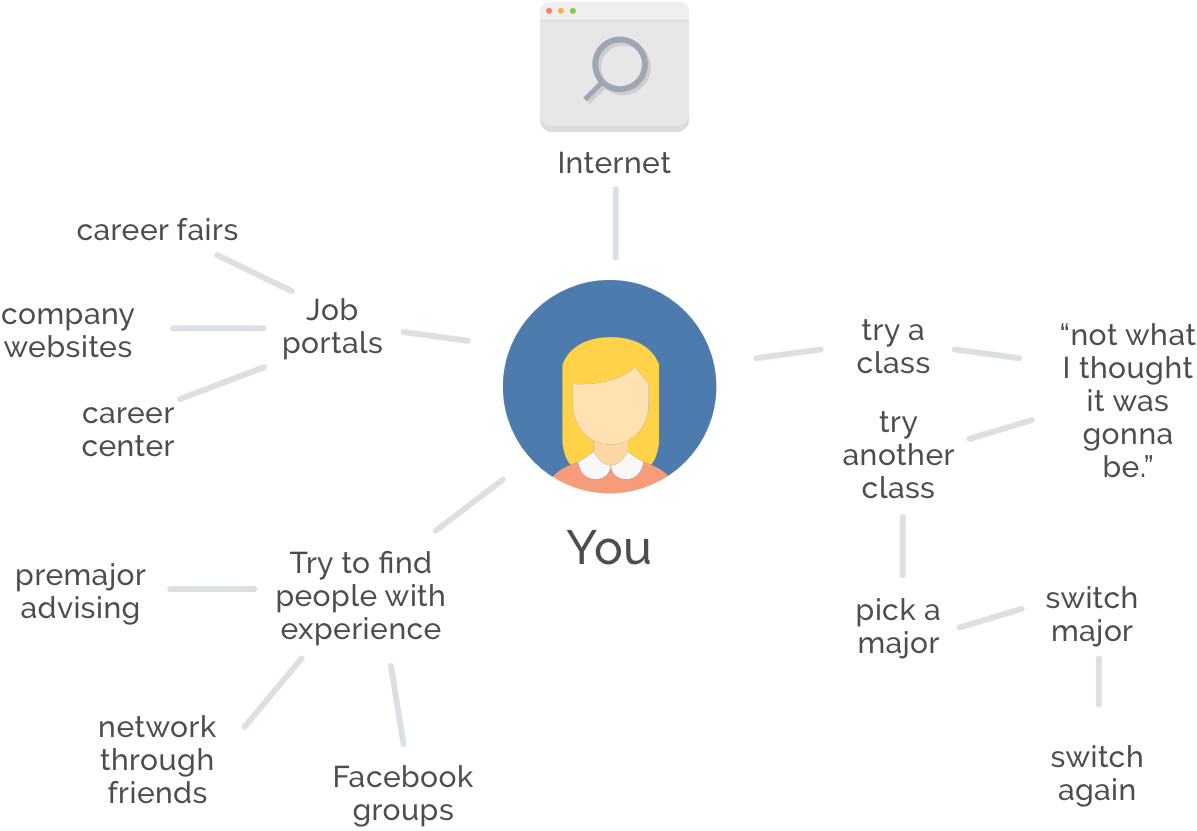 Internet
career fairs
Job
portals
company
websites
career
center
try a
class
“not what
I thought
it was
gonna
be.”
try
another
class
You
Try to find
people with
experience
premajor
advising
network
through
friends
Facebook
groups
pick a
major
switch
major
switch
again